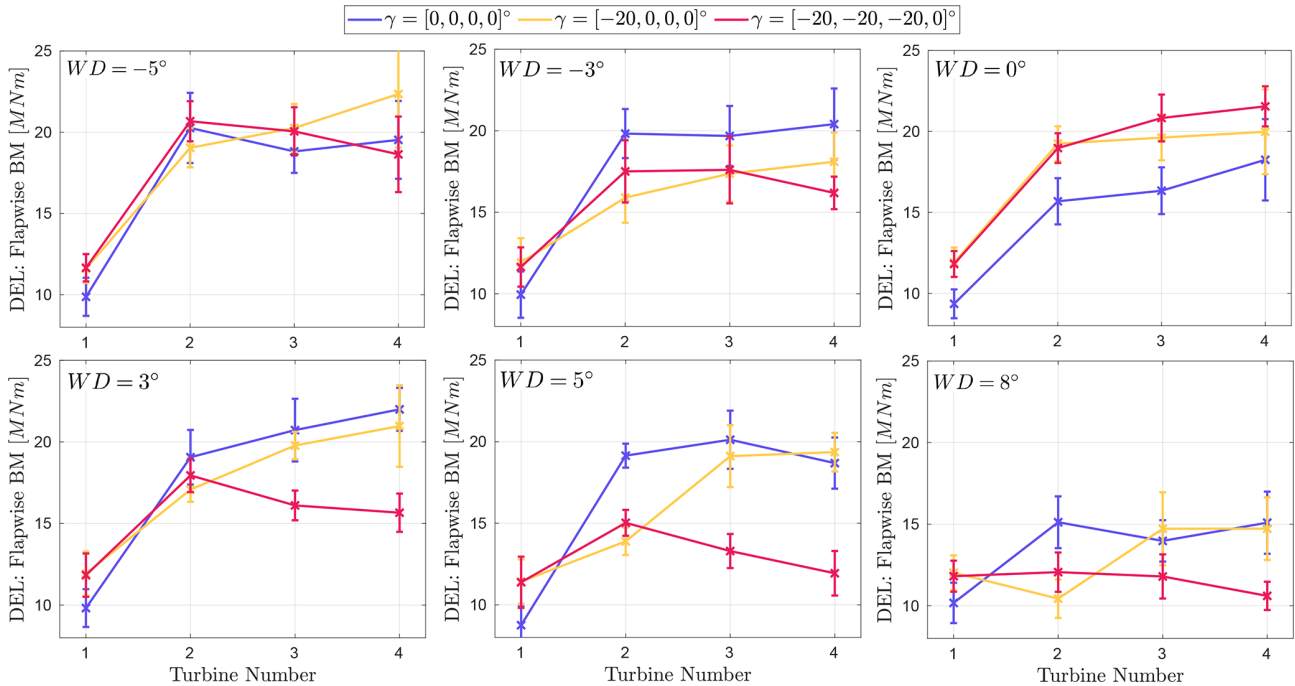 γ = [0, 0, 0, 0]° γ = [−20, 0, 0, 0]° γ = [−20, −20, −20, 0]°
WD = −5°
DEL: Flapwise BM [MNm]
25
20
15
10
1 2 3 4
WD = −3°
DEL: Flapwise BM [MNm]
25
20
15
10
1 2 3 4
WD = 0°
DEL: Flapwise BM [MNm]
25
20
15
10
1 2 3 4
WD = 3°
DEL: Flapwise BM [MNm]
25
20
15
10
1 2 3 4
Turbine Number
WD = 5°
DEL: Flapwise BM [MNm]
25
20
15
10
1 2 3 4
Turbine Number
WD = 8°
DEL: Flapwise BM [MNm]
25
20
15
10
1 2 3 4
Turbine Number